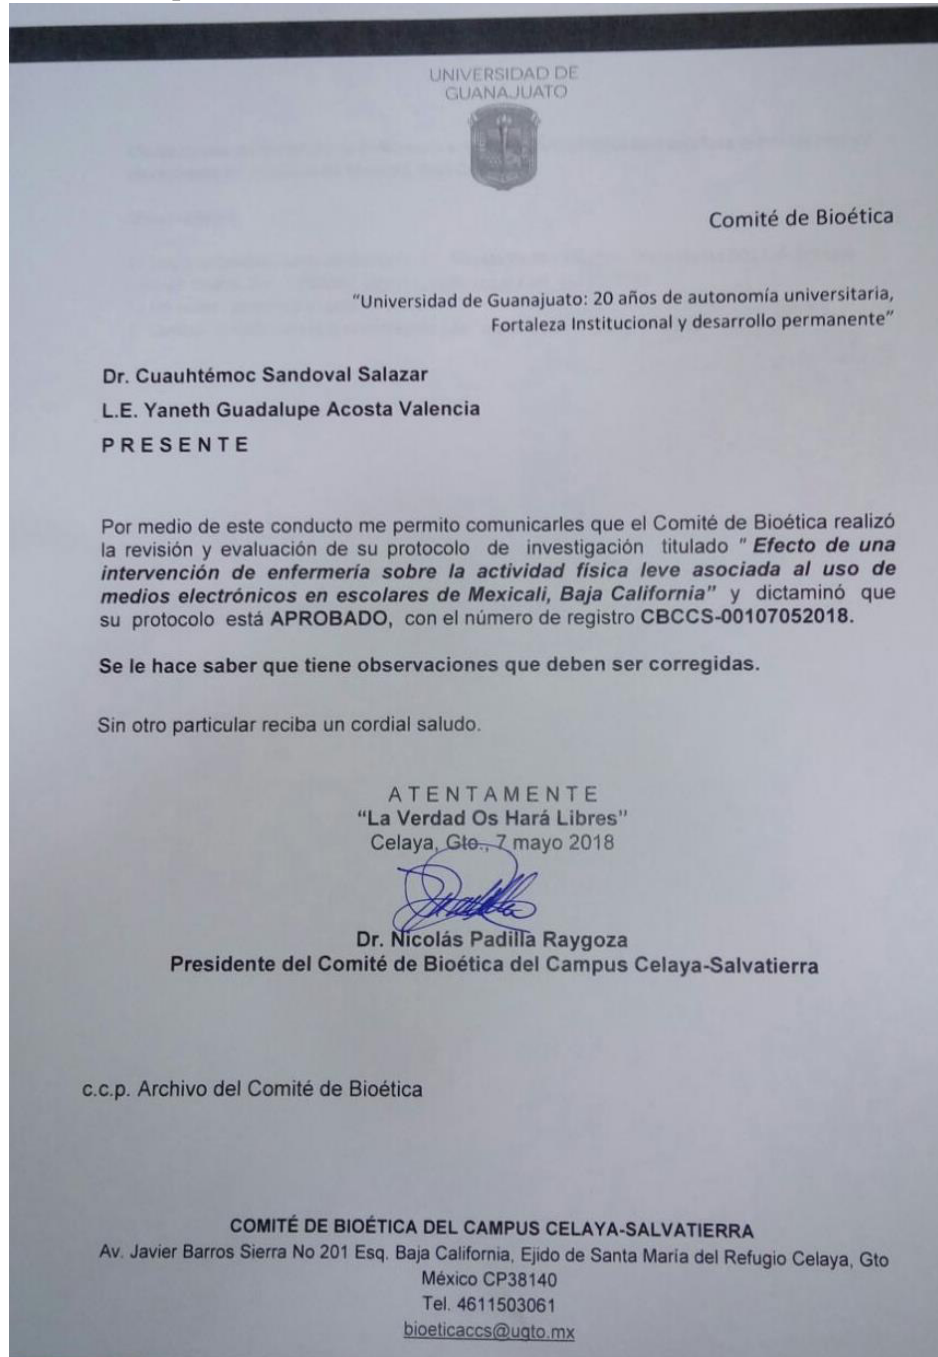 UNIVERSIDAD DE
GUANAJUATO
Comité de Bioética
"Universidad de Guanajuato: 20 años de autonomía universitaria,
Fortaleza Institucional y desarrollo permanente"
Dr. Cuauhtémoc Sandoval Salazar
L.E. Yaneth Guadalupe Acosta Valencia
P R E S E N T E
Por medio de este conducto me permito comunicarles que el Comité de Bioética realizó
la revisión y evaluación de su protocolo de investigación titulado " Efecto de una
intervención de enfermería sobre la actividad física leve asociada al uso de
medios electrónicos en escolares de Mexicali, Baja California" y dictaminó que
su protocolo está APROBADO, con el número de registro CBCCS-00107052018.
Se le hace saber que tiene observaciones que deben ser corregidas.
Sin otro particular reciba un cordial saludo.
A T E N T A M E N T E
"La Verdad Os Hará Libres"
Celaya, Gto., 7 mayo 2018
Dr. Nicolás Padilla Raygoza
Presidente del Comité de Bioética del Campus Celaya-Salvatierra
c.c.p. Archivo del Comité de Bioética
COMITÉ DE BIOÉTICA DEL CAMPUS CELAYA-SALVATIERRA
Av. Javier Barros Sierra No 201 Esq. Baja California, Ejido de Santa María del Refugio Celaya, Gto
México CP38140
Tel. 4611503061
bioeticaccs@ugto.mx